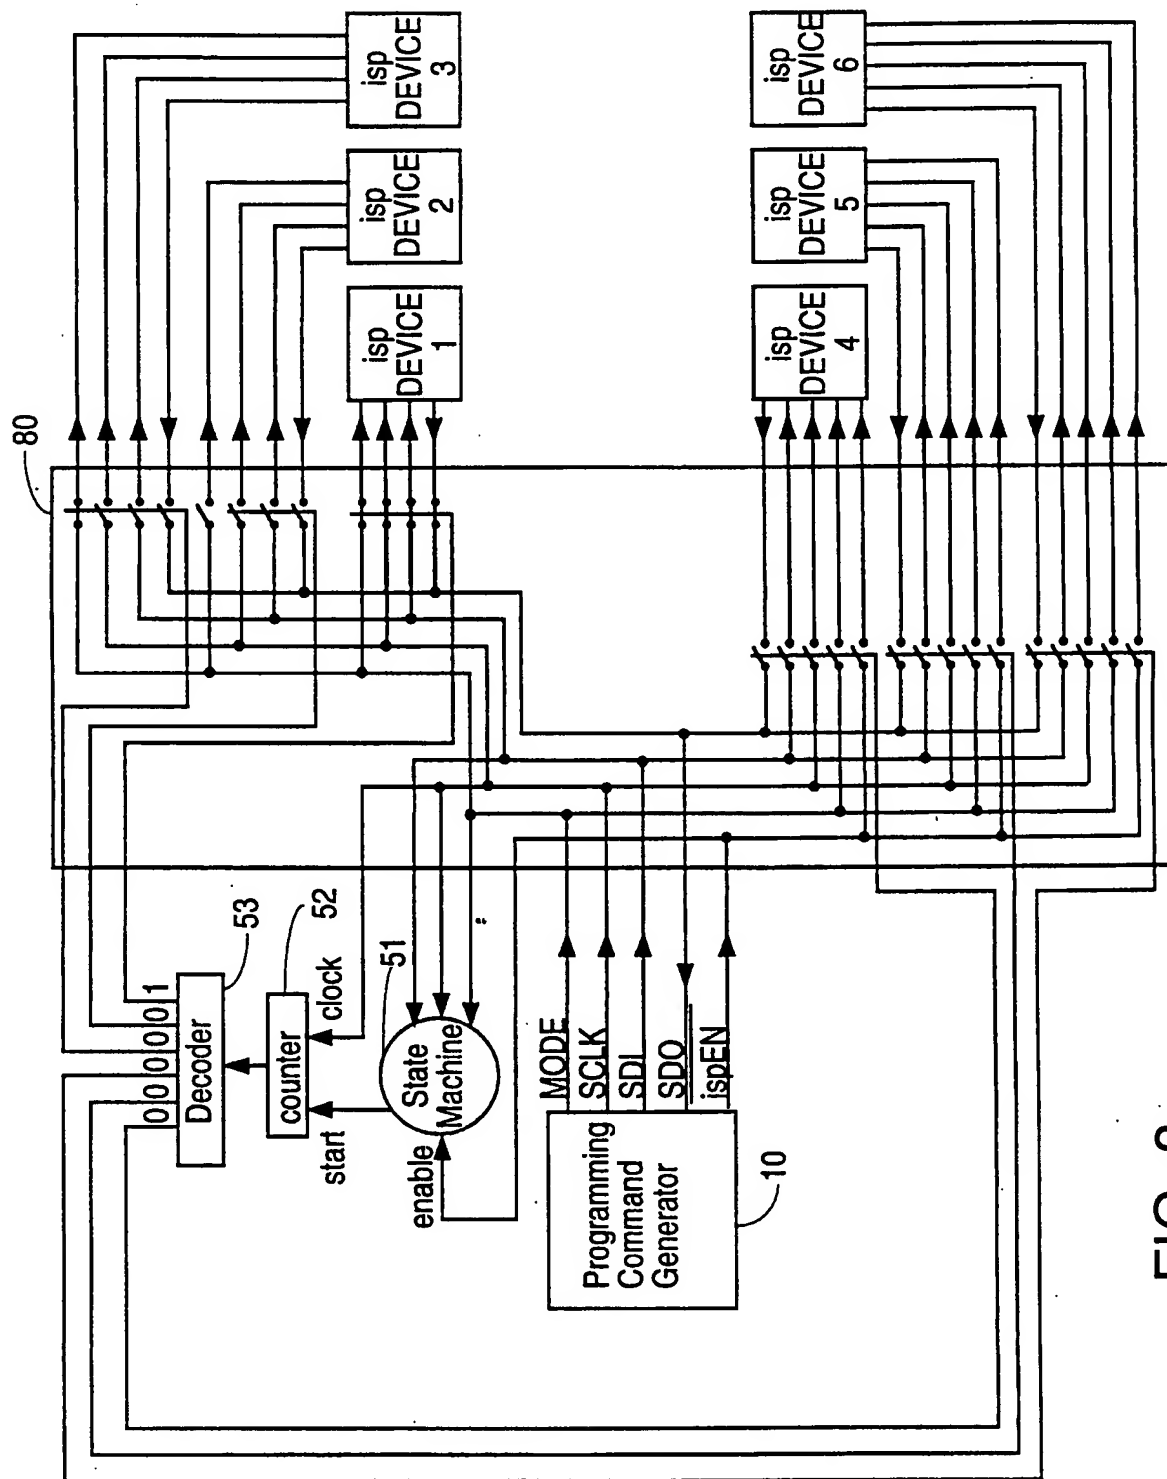 80
isp
DEVICE
3
isp
DEVICE
2
isp
DEVICE
1
isp
DEVICE
6
isp
DEVICE
5
isp
DEVICE
4
53
0 0 0 0 0 1
Decoder
52
counter
clock
start
51
State
Machine
enable
MODE
SCLK
SDI
SDO
ispEN
Programming
Command
Generator
10
FIG.